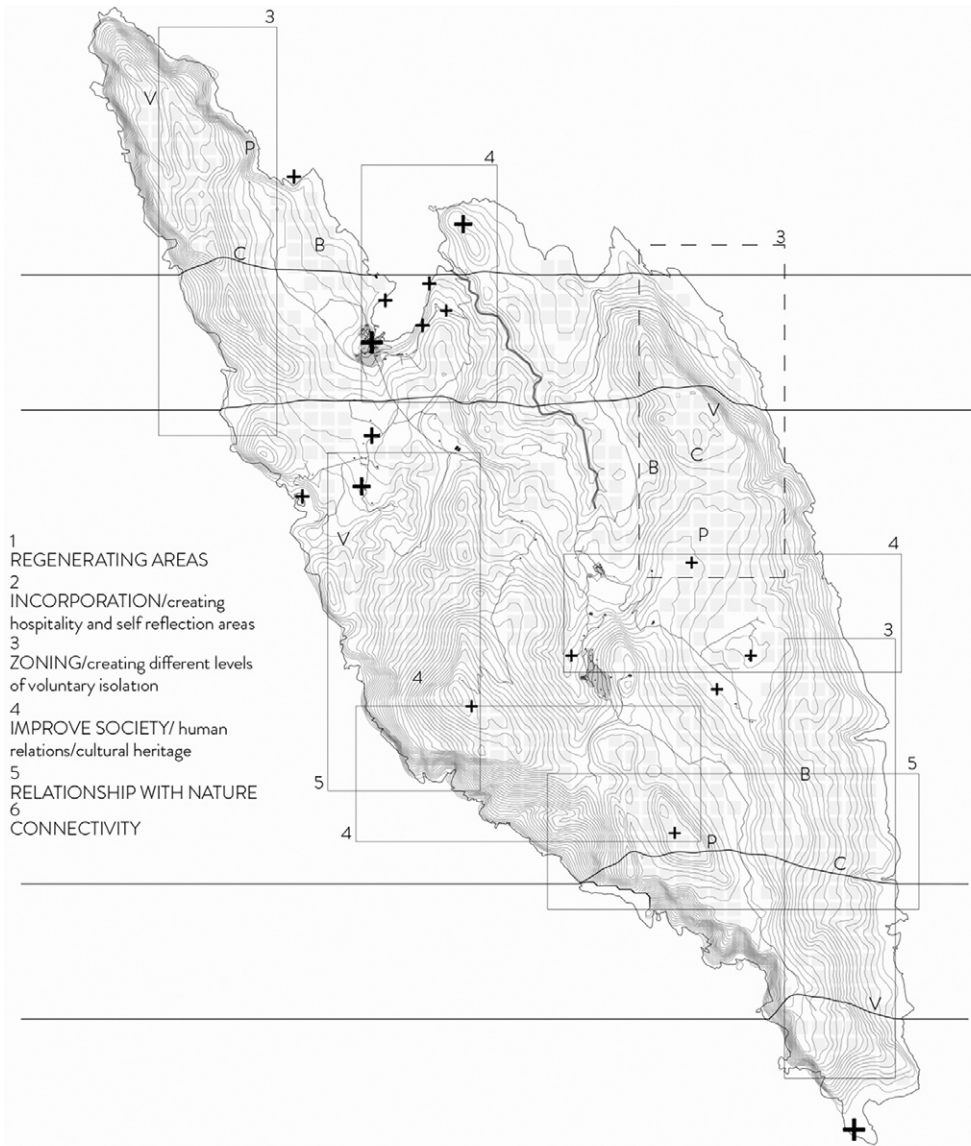 3
V
P
4
B
3
C
V
B
C
V
P
4
1
REGENERATING AREAS
2
INCORPORATION/creating
hospitality and self reflection areas
3
ZONING/creating different levels
of voluntary isolation
4
IMPROVE SOCIETY/ human
relations/cultural heritage
5
RELATIONSHIP WITH NATURE
6
CONNECTIVITY
3
4
5
B
5
4
P
C
V